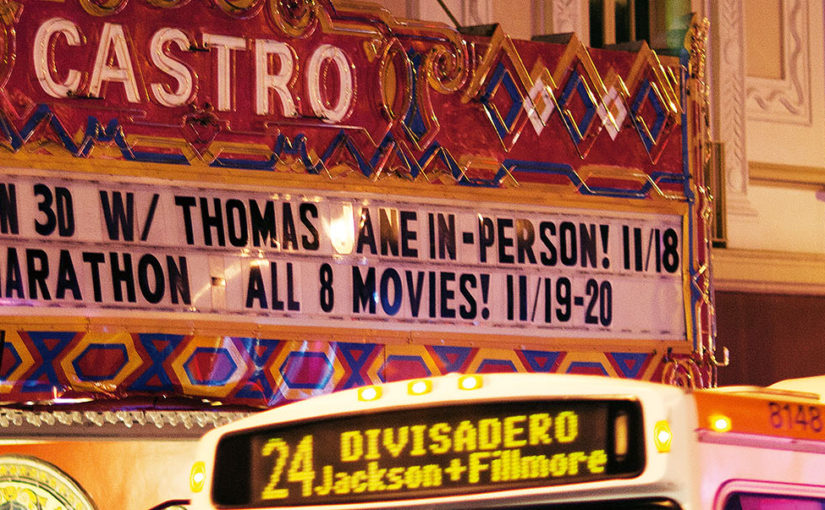 CASTRO
N 3D W/ THOMAS JANE IN-PERSON! 11/18
MARATHON - ALL 8 MOVIES! 11/19-20
24 DIVISADERO
Jackson+Fillmore
8148